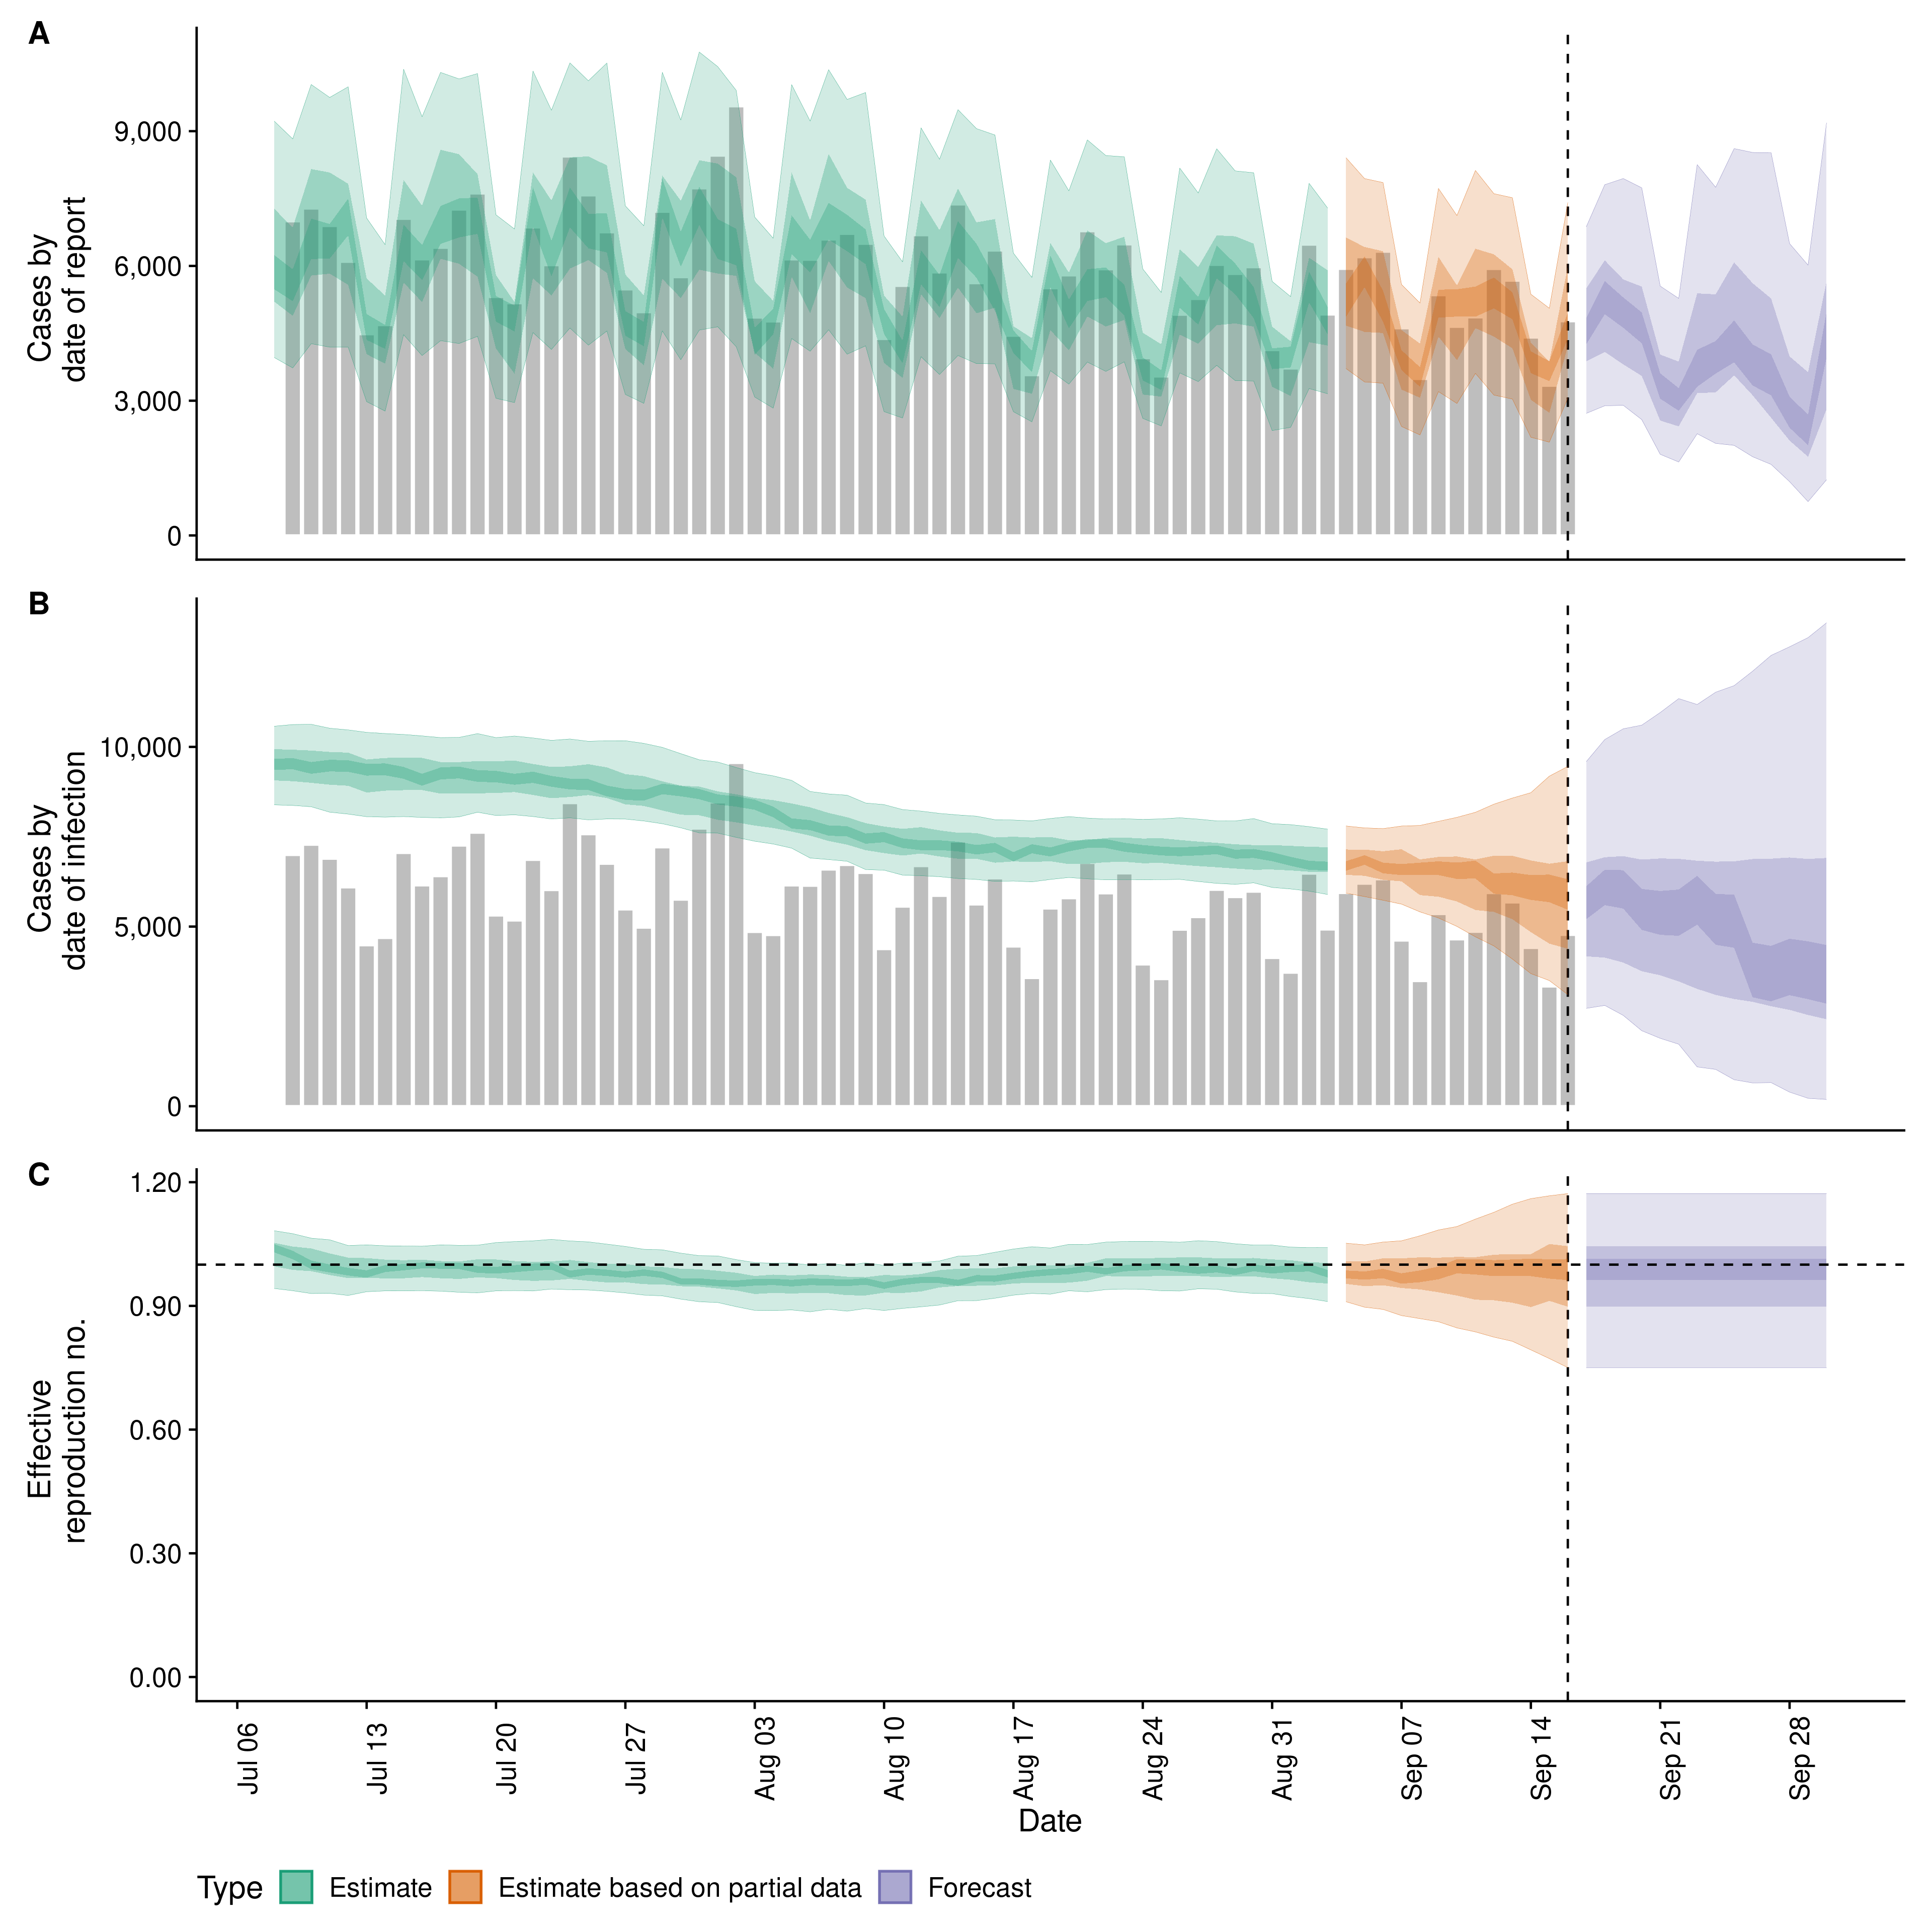 A
9,000
6,000
3,000
0
Cases by
date of report
B
10,000
5,000
0
Cases by
date of infection
C
1.20
0.90
0.60
0.30
0.00
Effective
reproduction no.
Jul 06
Jul 13
Jul 20
Jul 27
Aug 03
Aug 10
Aug 17
Aug 24
Aug 31
Sep 07
Sep 14
Sep 21
Sep 28
Date
Type Estimate Estimate based on partial data Forecast